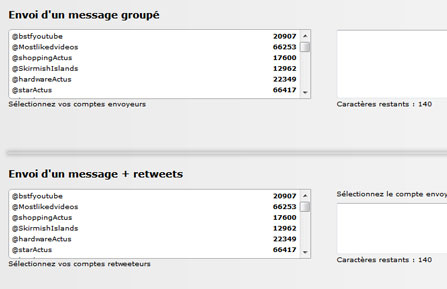 Envoi d'un message groupé
@bstfyoutube 20907
@Mostlikedvideos 66253
@shoppingActus 17600
@SkirmishIslands 12962
@hardwareActus 22349
@starActus 66417
Sélectionnez vos comptes envoyeurs
Caractères restants : 140
Envoi d'un message + retweets
Sélectionnez le compte envoy
@bstfyoutube 20907
@Mostlikedvideos 66253
@shoppingActus 17600
@SkirmishIslands 12962
@hardwareActus 22349
@starActus 66417
Sélectionnez vos comptes retweeteurs
Caractères restants : 140